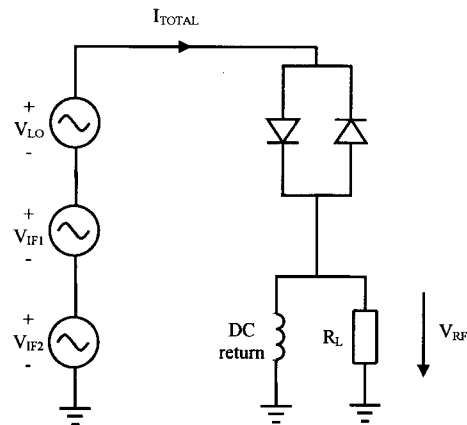 I_TOTAL
+
V_LO
-
+
V_IF1
-
+
V_IF2
-
DC
return
R_L
V_RF